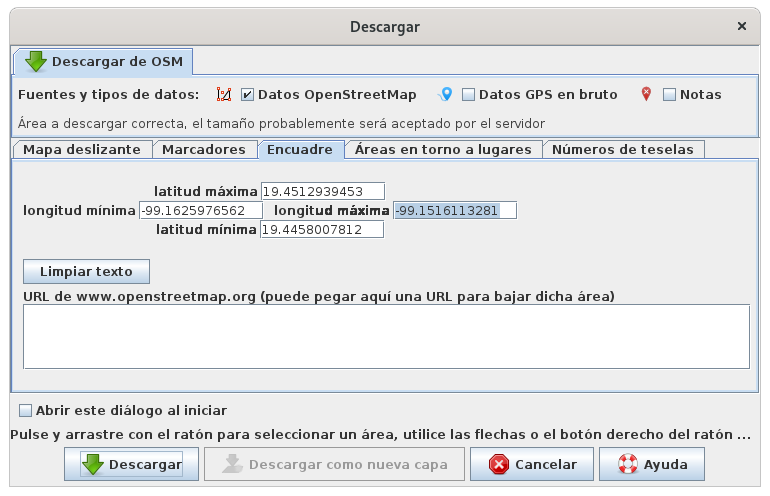 Descargar
×
Descargar de OSM
Fuentes y tipos de datos: Datos OpenStreetMap Datos GPS en bruto Notas
Área a descargar correcta, el tamaño probablemente será aceptado por el servidor
Mapa deslizante Marcadores Encuadre Áreas en torno a lugares Números de teselas
latitud máxima 19.4512939453
longitud mínima -99.1625976562 longitud máxima -99.1516113281
latitud mínima 19.4458007812
Limpiar texto
URL de www.openstreetmap.org (puede pegar aquí una URL para bajar dicha área)
Abrir este diálogo al iniciar
Pulse y arrastre con el ratón para seleccionar un área, utilice las flechas o el botón derecho del ratón ...
Descargar Descargar como nueva capa Cancelar Ayuda